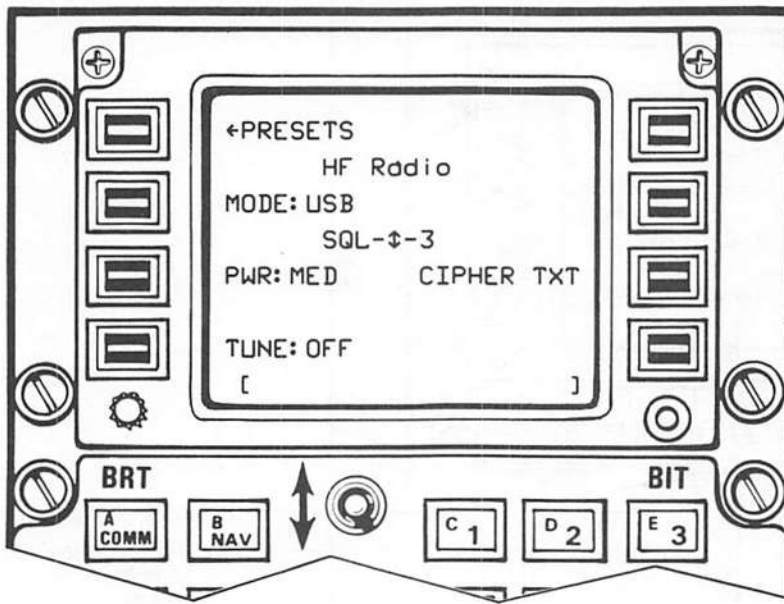 ←PRESETS
HF Radio
MODE: USB
SQL-↕-3
PWR: MED CIPHER TXT
TUNE: OFF
[ ]
BRT BIT
A COMM B NAV C 1 D 2 E 3